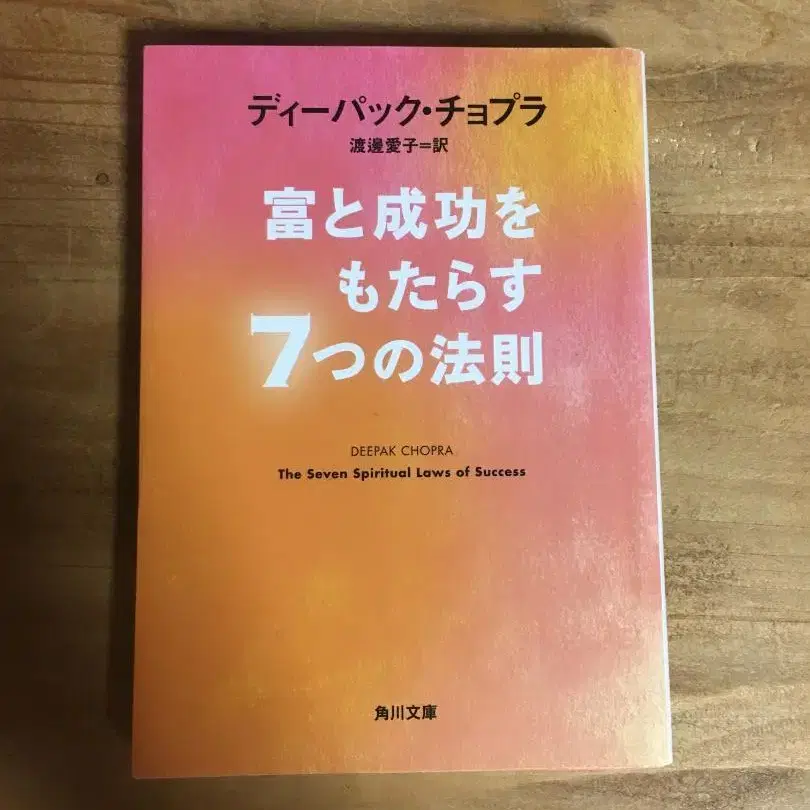 ディーパック・チョプラ
渡邊愛子=訳
富と成功を
もたらす
7つの法則
DEEPAK CHOPRA
The Seven Spiritual Laws of Success
角川文庫